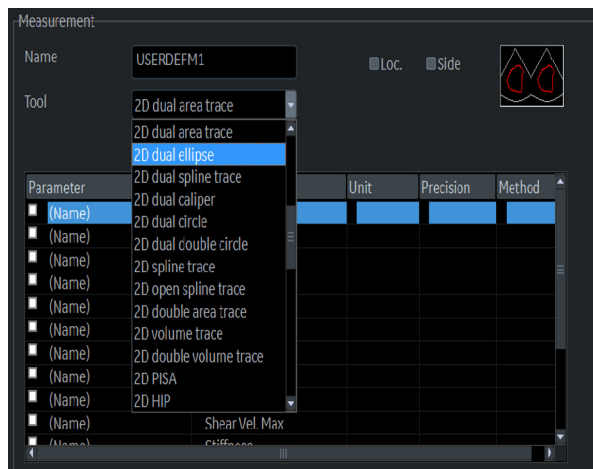 Measurement
Name
USERDEFM1
Loc.
Side
Tool
2D dual area trace
2D dual area trace
2D dual ellipse
2D dual spline trace
2D dual caliper
2D dual circle
2D dual double circle
2D spline trace
2D open spline trace
2D double area trace
2D volume trace
2D double volume trace
2D PISA
2D HIP
Parameter Unit Precision Method
(Name)
(Name)
(Name)
(Name)
(Name)
(Name)
(Name)
(Name)
(Name)
(Name) Shear Vel. Max
(Name) Stiffness